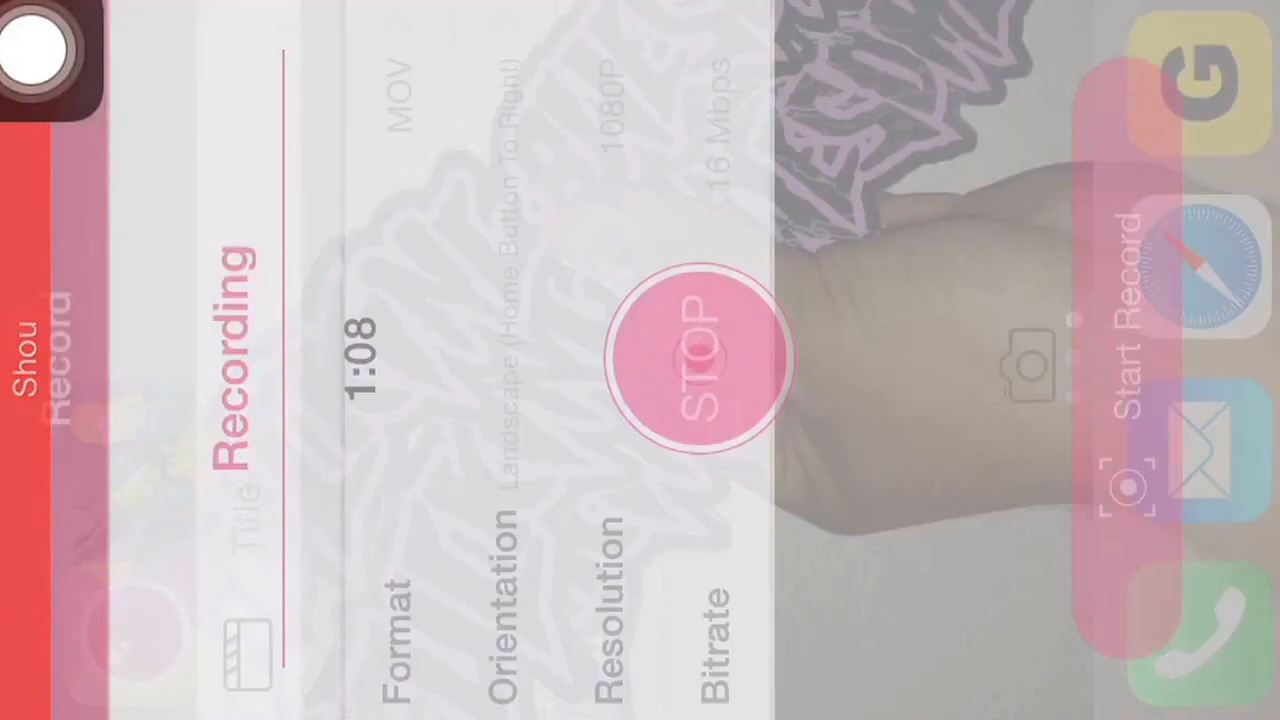 Shou
Record
Recording
Title
1:08
Format MOV
Orientation Landscape (Home Button To Right)
Resolution 1080P
STOP
Bitrate 16 Mbps
Start Record
G